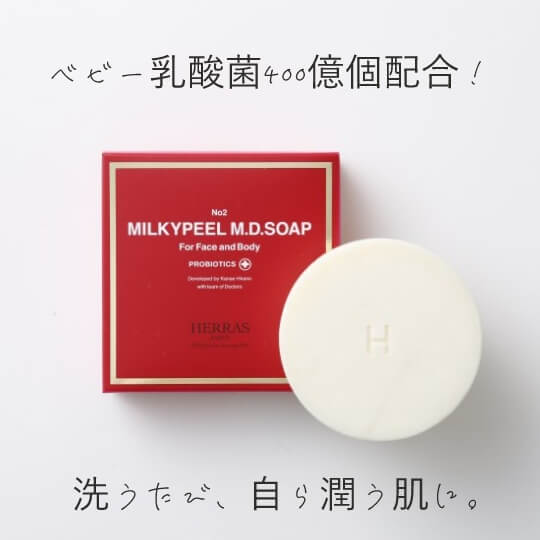 ベビー乳酸菌400億個配合！
No2
MILKYPEEL M.D.SOAP
For Face and Body
PROBIOTICS
Developed by Kanae Hirano
with team of Doctors
HERRAS
H
洗うたび、自ら潤う肌に。